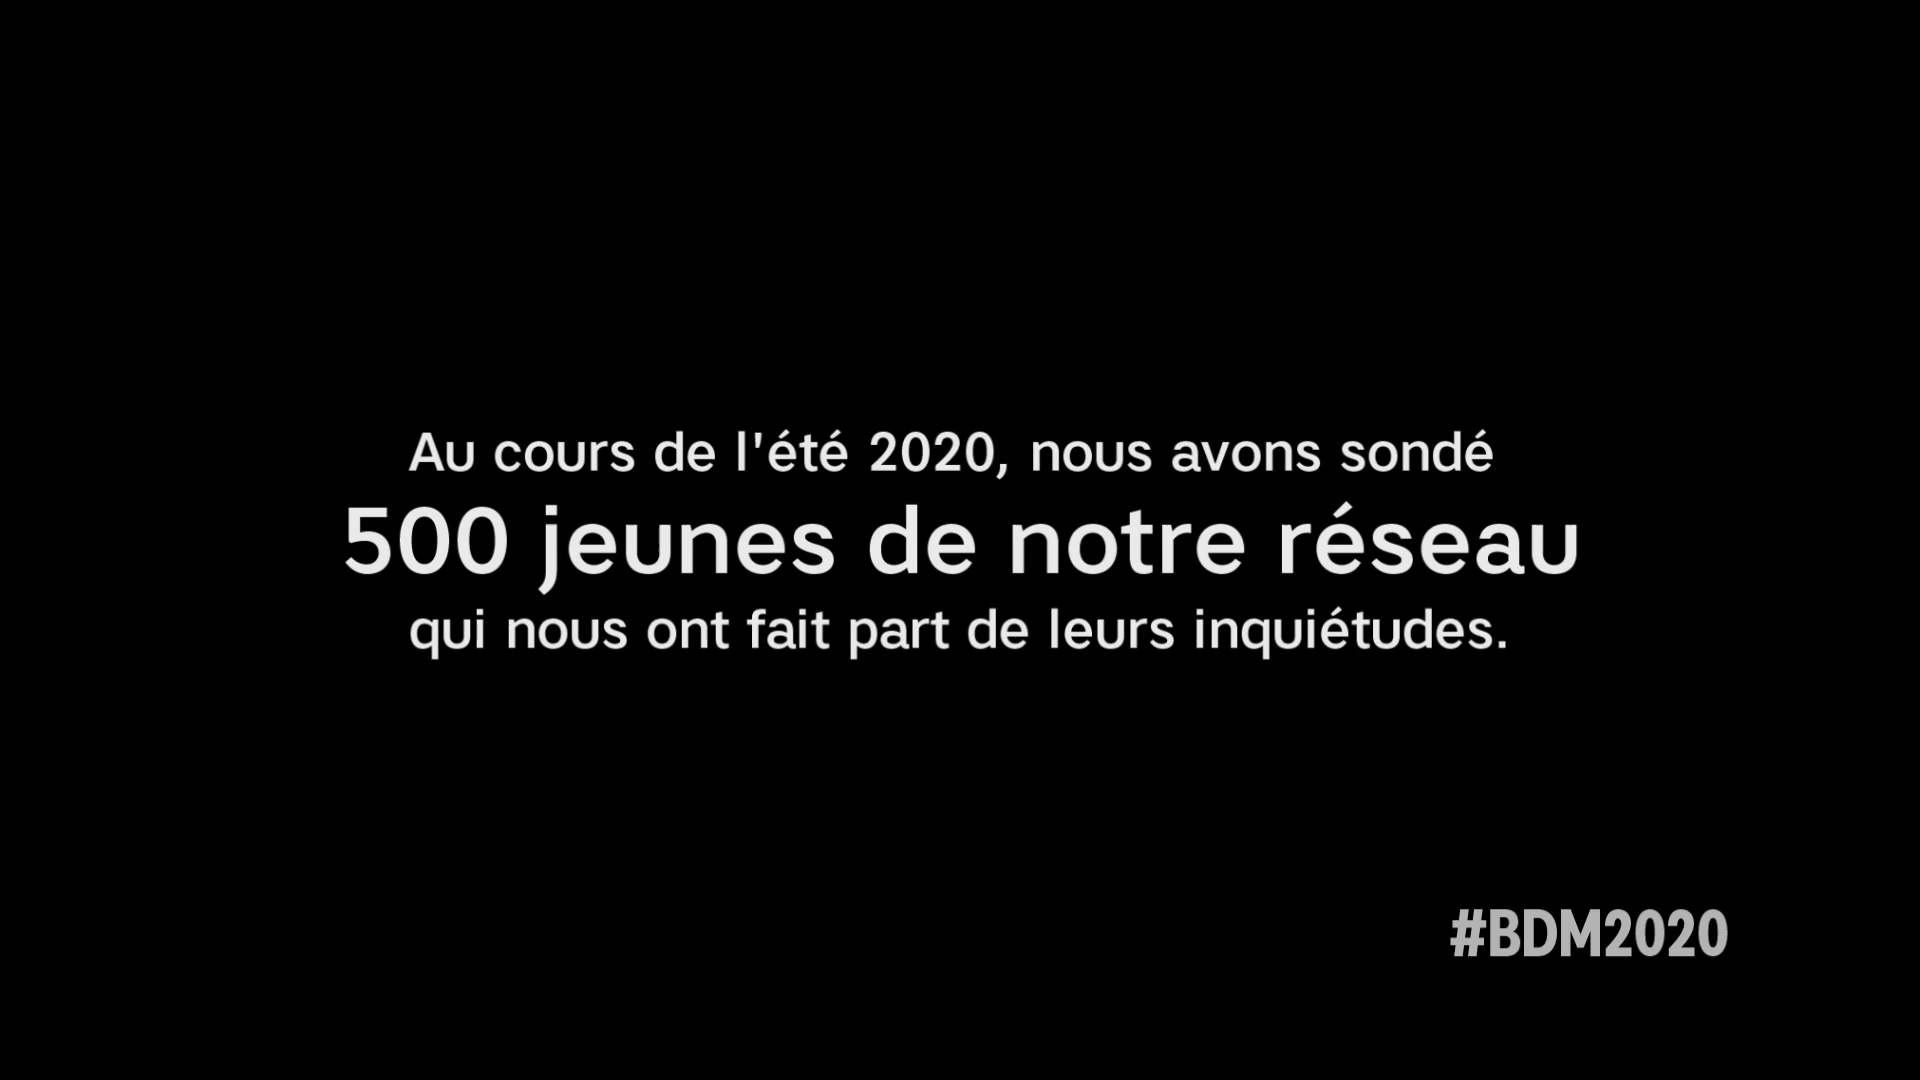 Au cours de l'été 2020, nous avons sondé
500 jeunes de notre réseau
qui nous ont fait part de leurs inquiétudes.
#BDM2020